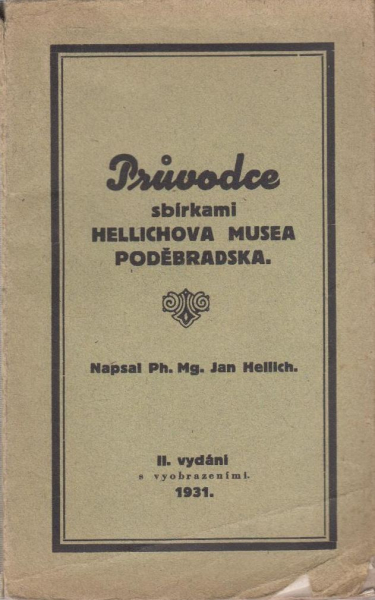 Průvodce
sbírkami
HELLICHOVA MUSEA
PODĚBRADSKA.
Napsal Ph. Mg. Jan Hellich.
II. vydání
s vyobrazeními.
1931.